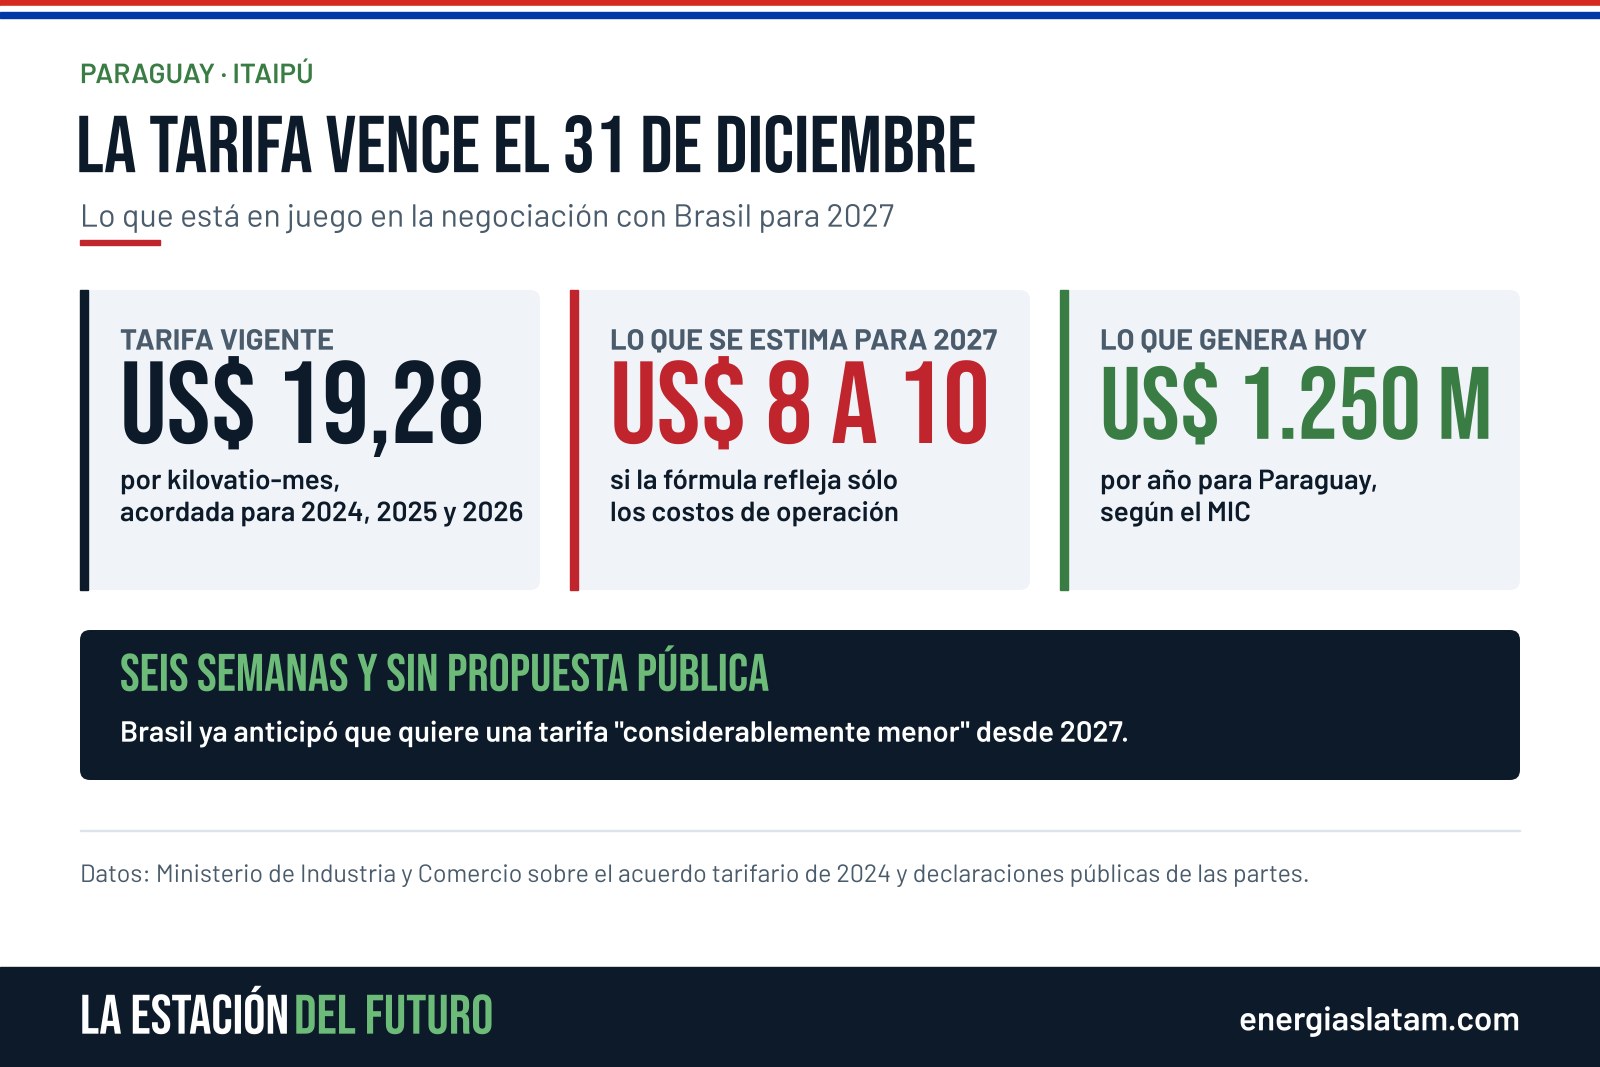 PARAGUAY · ITAIPÚ
LA TARIFA VENCE EL 31 DE DICIEMBRE
Lo que está en juego en la negociación con Brasil para 2027
TARIFA VIGENTE
US$ 19,28
por kilovatio-mes,
acordada para 2024, 2025 y 2026
LO QUE SE ESTIMA PARA 2027
US$ 8 A 10
si la fórmula refleja sólo
los costos de operación
LO QUE GENERA HOY
US$ 1.250 M
por año para Paraguay,
según el MIC
SEIS SEMANAS Y SIN PROPUESTA PÚBLICA
Brasil ya anticipó que quiere una tarifa "considerablemente menor" desde 2027.
Datos: Ministerio de Industria y Comercio sobre el acuerdo tarifario de 2024 y declaraciones públicas de las partes.
LA ESTACIÓN DEL FUTURO
energiaslatam.com